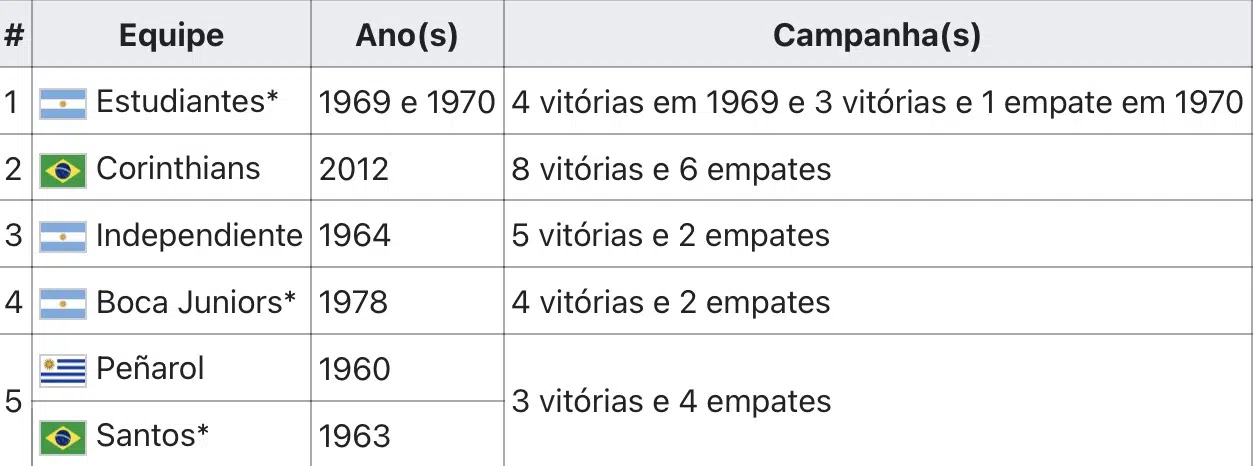 # Equipe Ano(s) Campanha(s)
1 Estudiantes* 1969 e 1970 4 vitórias em 1969 e 3 vitórias e 1 empate em 1970
2 Corinthians 2012 8 vitórias e 6 empates
3 Independiente 1964 5 vitórias e 2 empates
4 Boca Juniors* 1978 4 vitórias e 2 empates
5 Peñarol 1960 3 vitórias e 4 empates
Santos* 1963